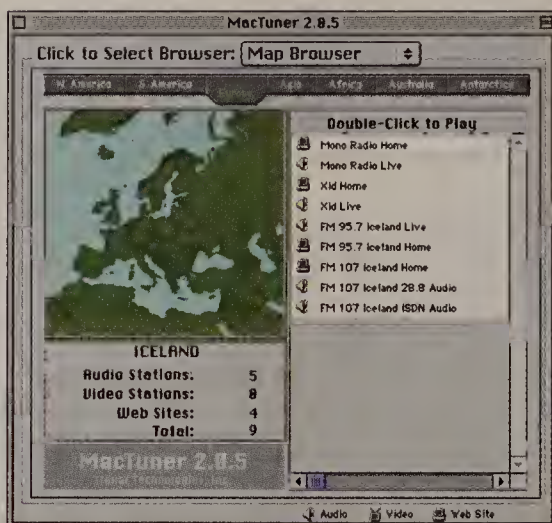 MacTuner 2.8.5
Click to Select Browser: Map Browser
N. America S. America Europe Asia Africa Australia Antarctica
Double-Click to Play
Mono Radio Home
Mono Radio Live
Xid Home
Xid Live
FM 95.7 Iceland Live
FM 95.7 Iceland Home
FM 107 Iceland Home
FM 107 Iceland 28.8 Audio
FM 107 Iceland ISDN Audio
ICELAND
Audio Stations: 5
Video Stations: 8
Web Sites: 4
Total: 9
MacTuner 2.8.5
Audio Video Web Site